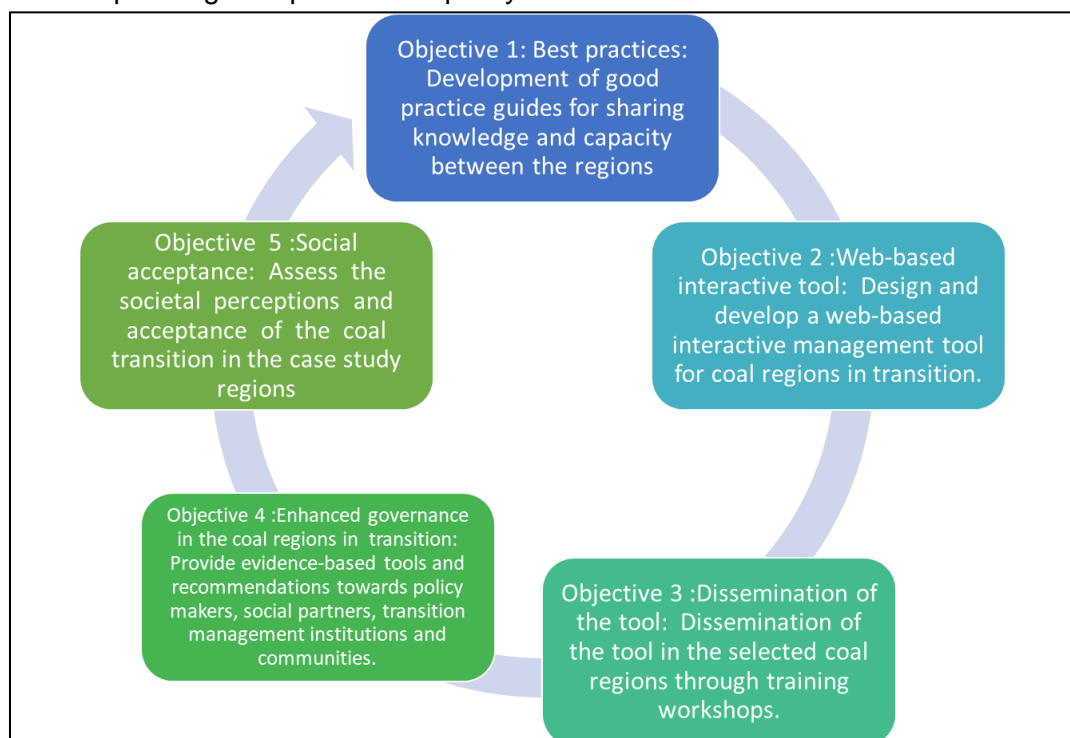 Objective 1: Best practices:
Development of good
practice guides for sharing
knowledge and capacity
between the regions
Objective 2 :Web-based
interactive tool: Design and
develop a web-based
interactive management tool
for coal regions in transition.
Objective 3 :Dissemination of
the tool: Dissemination of
the tool in the selected coal
regions through training
workshops.
Objective 4 :Enhanced governance
in the coal regions in transition:
Provide evidence-based tools and
recommendations towards policy
makers, social partners, transition
management institutions and
communities.
Objective 5 :Social
acceptance: Assess the
societal perceptions and
acceptance of the coal
transition in the case study
regions